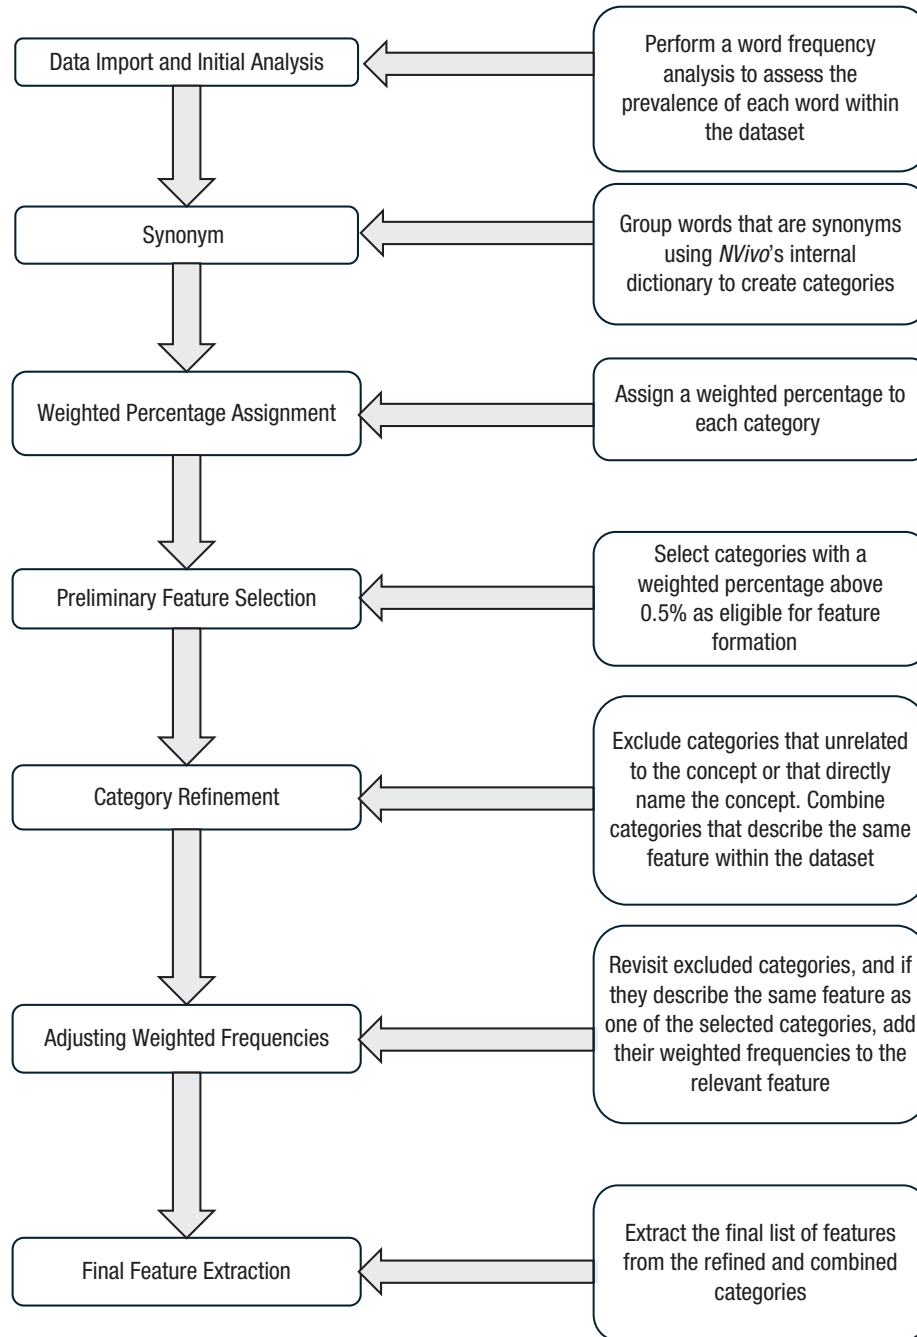 Data Import and Initial Analysis
Perform a word frequency
analysis to assess the
prevalence of each word within
the dataset
Synonym
Group words that are synonyms
using NVivo's internal
dictionary to create categories
Weighted Percentage Assignment
Assign a weighted percentage to
each category
Preliminary Feature Selection
Select categories with a
weighted percentage above
0.5% as eligible for feature
formation
Category Refinement
Exclude categories that unrelated
to the concept or that directly
name the concept. Combine
categories that describe the same
feature within the dataset
Adjusting Weighted Frequencies
Revisit excluded categories, and if
they describe the same feature as
one of the selected categories, add
their weighted frequencies to the
relevant feature
Final Feature Extraction
Extract the final list of features
from the refined and combined
categories